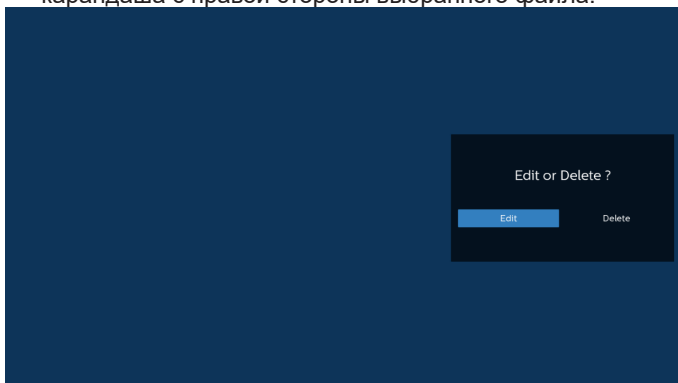 карандаша с правой стороны выбранного файла.
Edit or Delete ?
Edit Delete